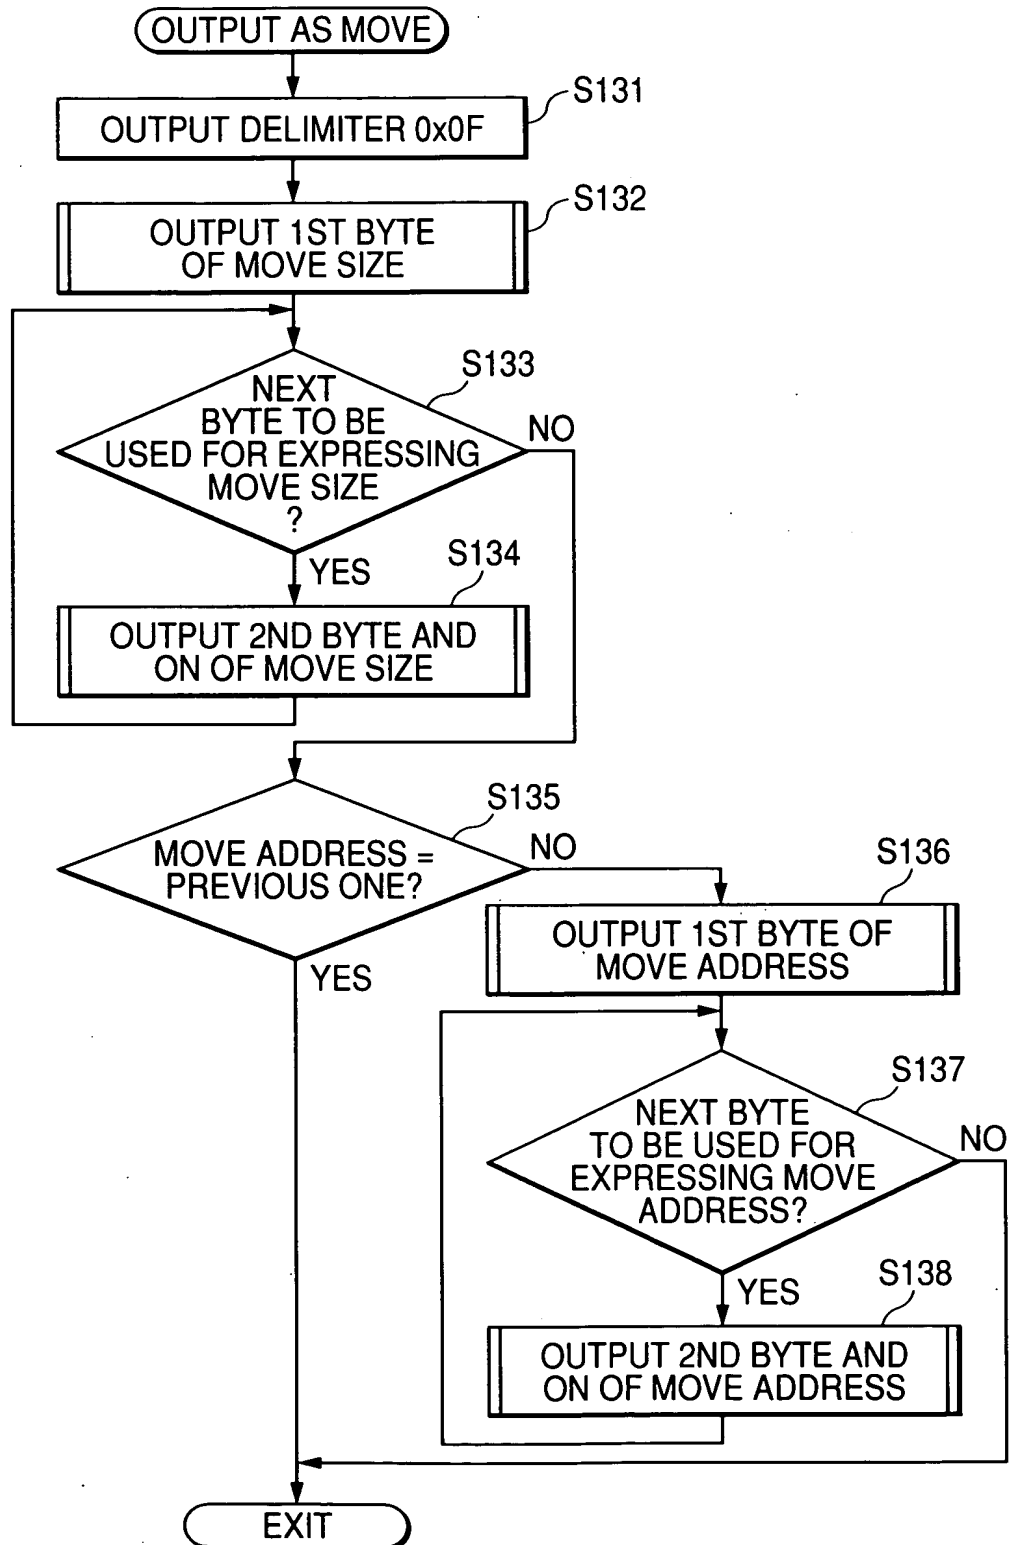 OUTPUT AS MOVE
S131
OUTPUT DELIMITER 0x0F
S132
OUTPUT 1ST BYTE
OF MOVE SIZE
S133
NEXT
BYTE TO BE
USED FOR EXPRESSING
MOVE SIZE
?
NO
YES
S134
OUTPUT 2ND BYTE AND
ON OF MOVE SIZE
S135
MOVE ADDRESS =
PREVIOUS ONE?
NO
YES
S136
OUTPUT 1ST BYTE OF
MOVE ADDRESS
S137
NEXT BYTE
TO BE USED FOR
EXPRESSING MOVE
ADDRESS?
NO
YES
S138
OUTPUT 2ND BYTE AND
ON OF MOVE ADDRESS
EXIT